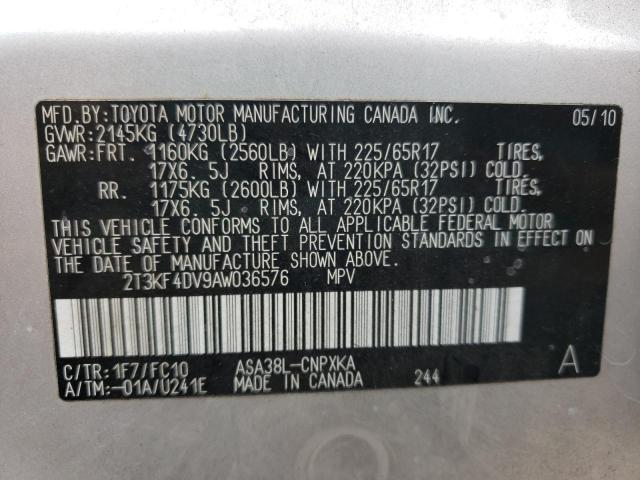 MFD.BY:TOYOTA MOTOR MANUFACTURING CANADA INC. 05/10
GVWR:2145KG (4730LB)
GAWR:FRT. 1160KG (2560LB) WITH 225/65R17 TIRES,
17X6.5J RIMS, AT 220KPA (32PSI) COLD.
RR. 1175KG (2600LB) WITH 225/65R17 TIRES,
17X6.5J RIMS, AT 220KPA (32PSI) COLD.
THIS VEHICLE CONFORMS TO ALL APPLICABLE FEDERAL MOTOR
VEHICLE SAFETY AND THEFT PREVENTION STANDARDS IN EFFECT ON
THE DATE OF MANUFACTURE SHOWN ABOVE.
2T3KF4DV9AW036576 MPV
C/TR:1F7/FC10 ASA38L-CNPXKA A
A/TM:-01A/U241E MADE IN CANADA 244